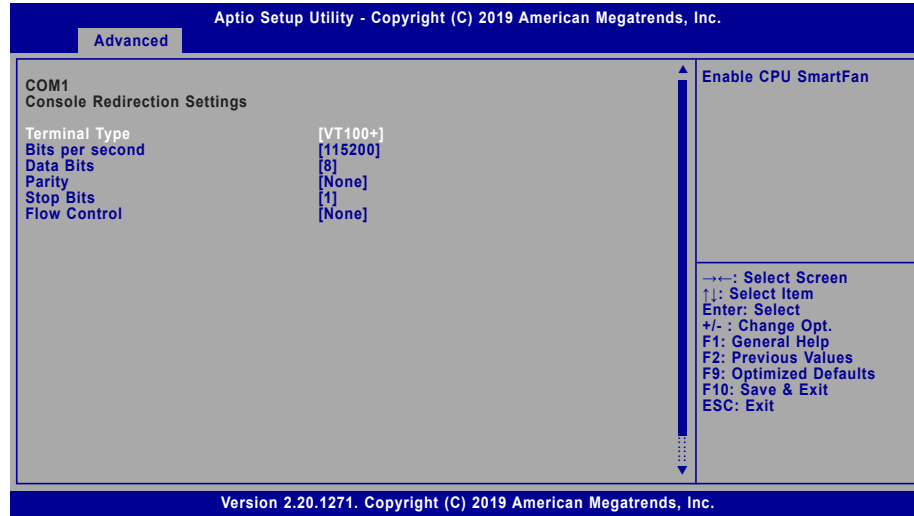 Aptio Setup Utility - Copyright (C) 2019 American Megatrends, Inc.
Advanced
COM1
Console Redirection Settings
Terminal Type [VT100+]
Bits per second [115200]
Data Bits [8]
Parity [None]
Stop Bits [1]
Flow Control [None]
Enable CPU SmartFan
→←: Select Screen
↑↓: Select Item
Enter: Select
+/- : Change Opt.
F1: General Help
F2: Previous Values
F9: Optimized Defaults
F10: Save & Exit
ESC: Exit
Version 2.20.1271. Copyright (C) 2019 American Megatrends, Inc.